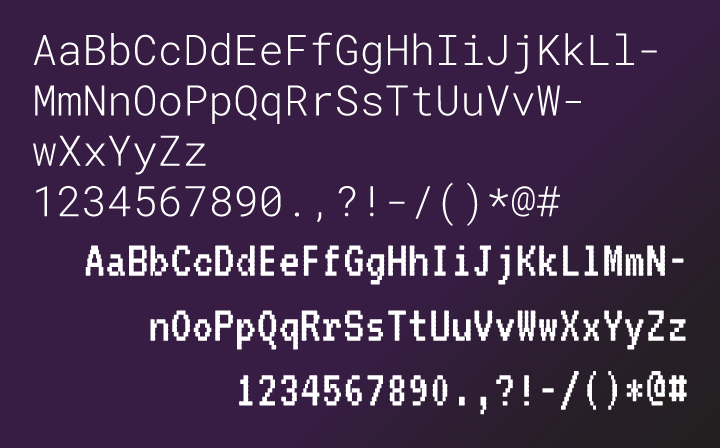 AaBbCcDdEeFfGgHhIiJjKkLl-
MmNnOoPpQqRrSsTtUuVvW-
wXxYyZz
1234567890.,?!-/()*@#
AaBbCcDdEeFfGgHhIiJjKkLlMmN-
nOoPpQqRrSsTtUuVvWwXxYyZz
1234567890.,?!-/()*@#